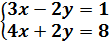 3x − 2y = 1
4x + 2y = 8